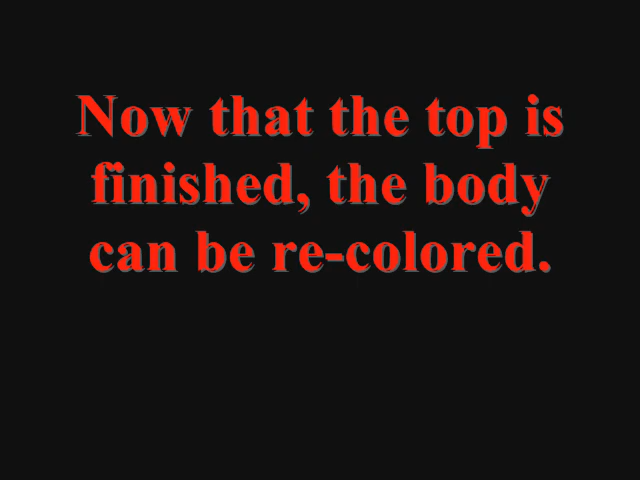 Now that the top is
finished, the body
can be re-colored.